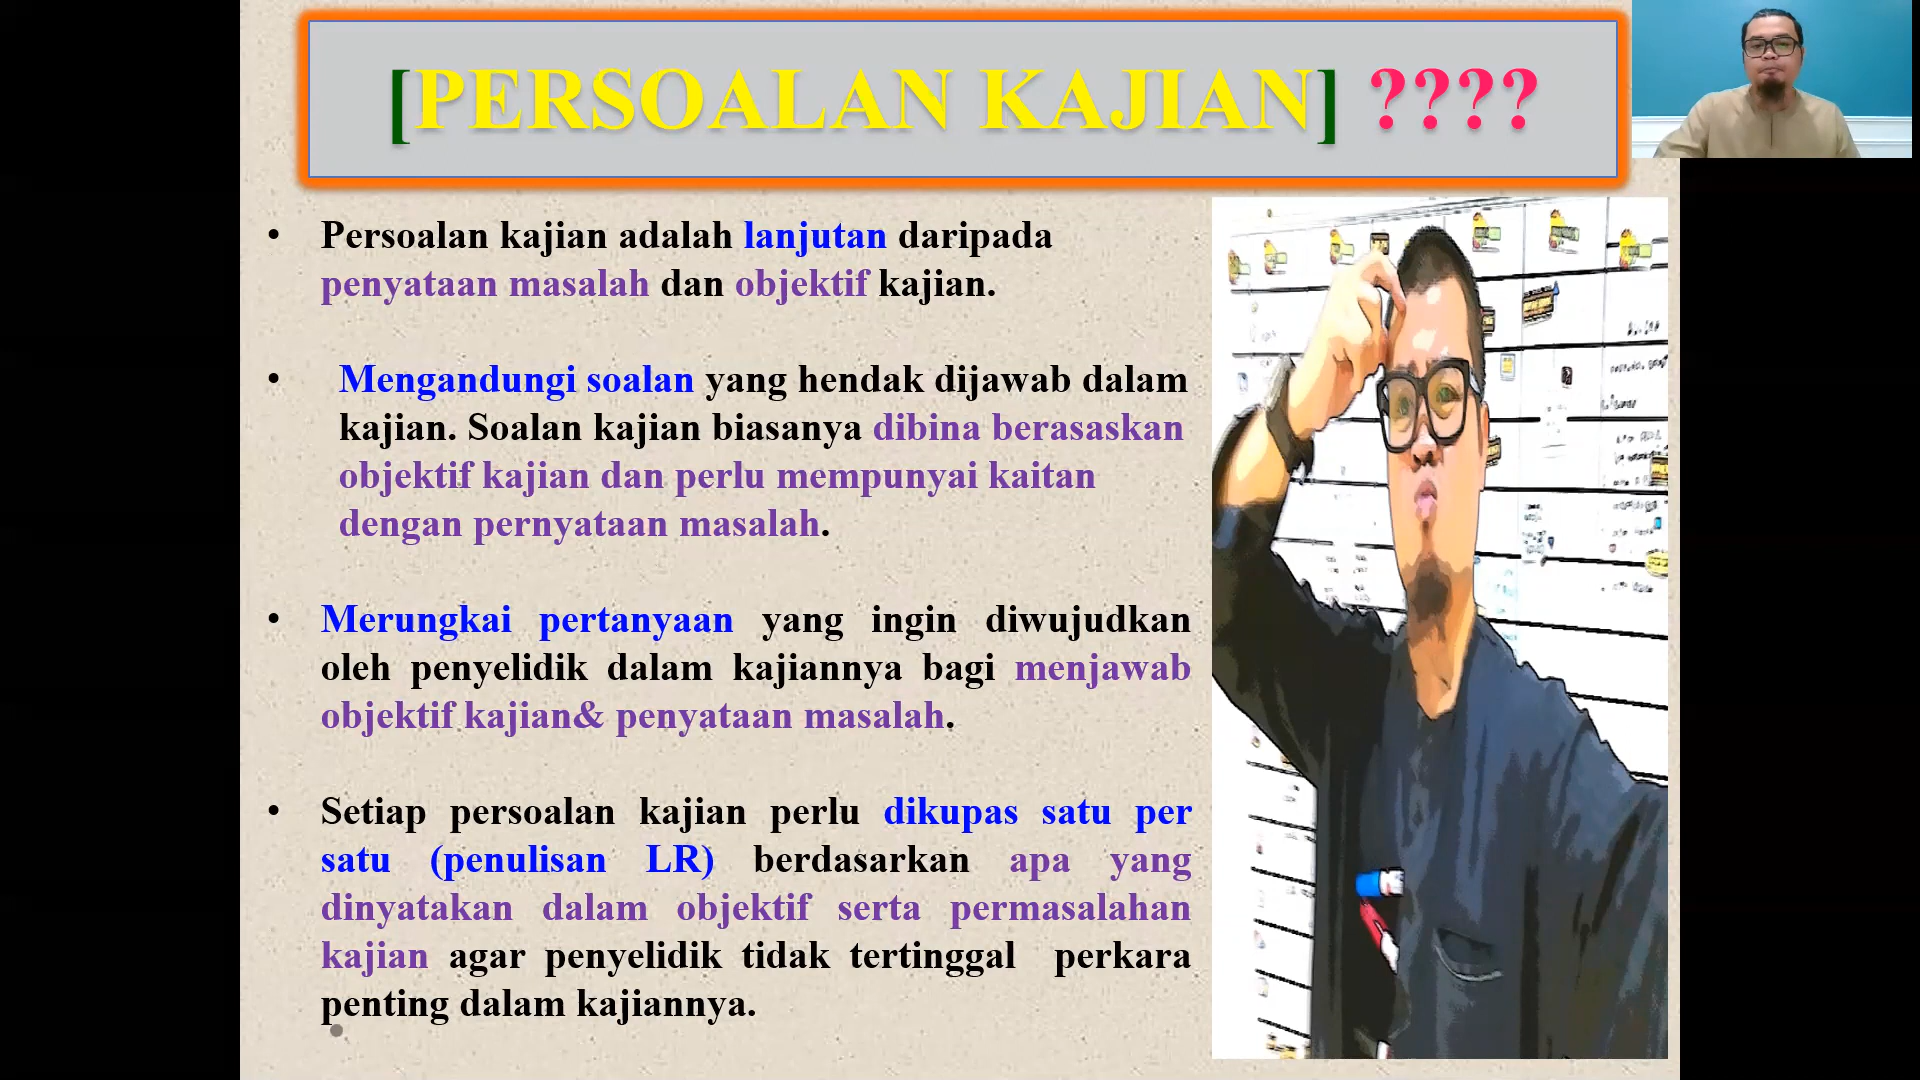 [PERSOALAN KAJIAN] ????
• Persoalan kajian adalah lanjutan daripada
penyataan masalah dan objektif kajian.
• Mengandungi soalan yang hendak dijawab dalam
kajian. Soalan kajian biasanya dibina berasaskan
objektif kajian dan perlu mempunyai kaitan
dengan pernyataan masalah.
• Merungkai pertanyaan yang ingin diwujudkan
oleh penyelidik dalam kajiannya bagi menjawab
objektif kajian& penyataan masalah.
• Setiap persoalan kajian perlu dikupas satu per
satu (penulisan LR) berdasarkan apa yang
dinyatakan dalam objektif serta permasalahan
kajian agar penyelidik tidak tertinggal perkara
penting dalam kajiannya.